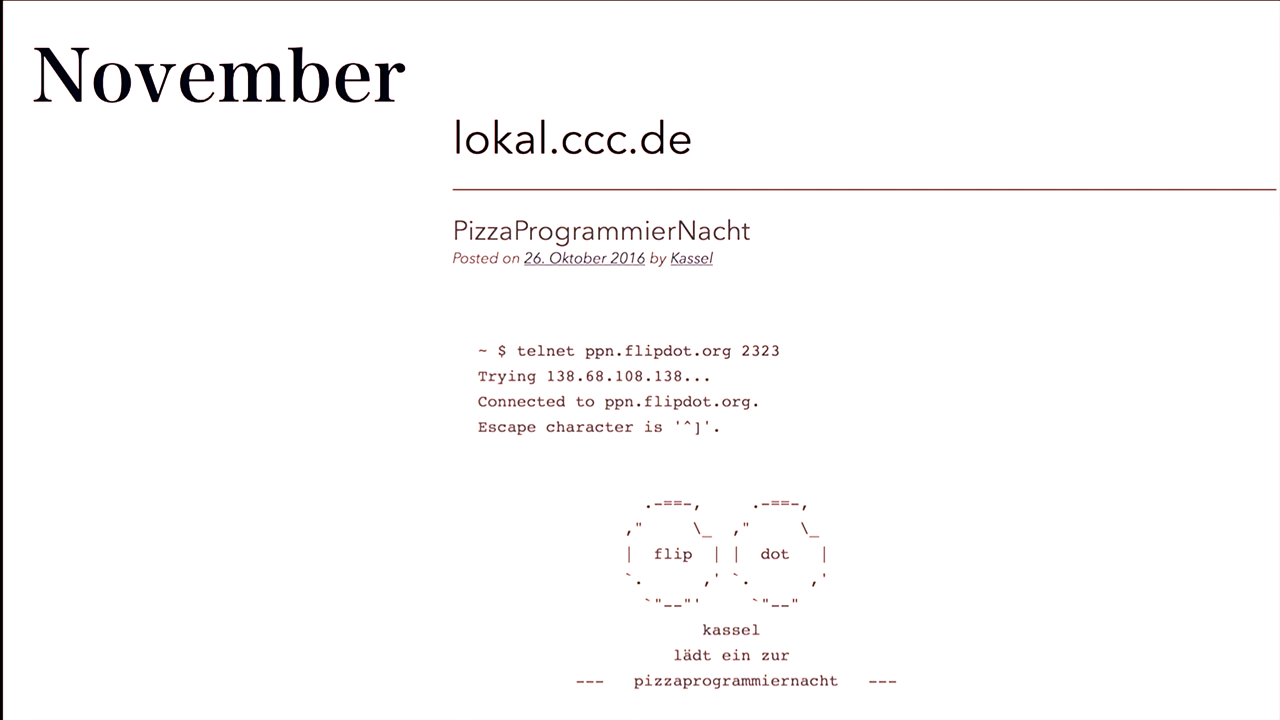 November
lokal.ccc.de
PizzaProgrammierNacht
Posted on 26. Oktober 2016 by Kassel
~ $ telnet ppn.flipdot.org 2323
Trying 138.68.108.138...
Connected to ppn.flipdot.org.
Escape character is '^]'.
.-==-,      .-==-,
,"     \_  ,"     \_
|  flip  | |  dot   |
`.      ,' `.      ,'
`"--"'     `"--"
kassel
lädt ein zur
---   pizzaprogrammiernacht   ---